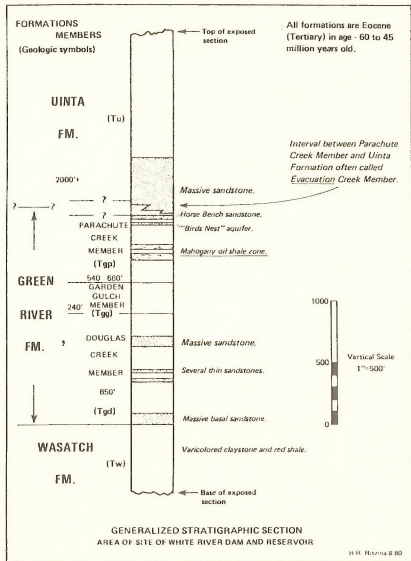 FORMATIONS
MEMBERS
(Geologic symbols)
Top of exposed
section
All formations are Eocene
(Tertiary) in age - 60 to 45
million years old.
UINTA
(Tu)
FM.
Interval between Parachute
Creek Member and Uinta
Formation often called
Evacuation Creek Member.
2000'+
Massive sandstone.
?
? ?
?
Horse Bench sandstone.
PARACHUTE
"Birds Nest" aquifer.
CREEK
MEMBER
Mahogany oil shale zone.
(Tgp)
540 660'
GREEN
GARDEN
GULCH
MEMBER
240'
(Tgg)
RIVER
1000
500
0
Vertical Scale
1"=500'
FM.
?
DOUGLAS
Massive sandstone.
CREEK
MEMBER
Several thin sandstones.
850'
(Tgd)
Massive basal sandstone.
WASATCH
Varicolored claystone and red shale.
(Tw)
FM.
Base of exposed
section
GENERALIZED STRATIGRAPHIC SECTION
AREA OF SITE OF WHITE RIVER DAM AND RESERVOIR
8-80